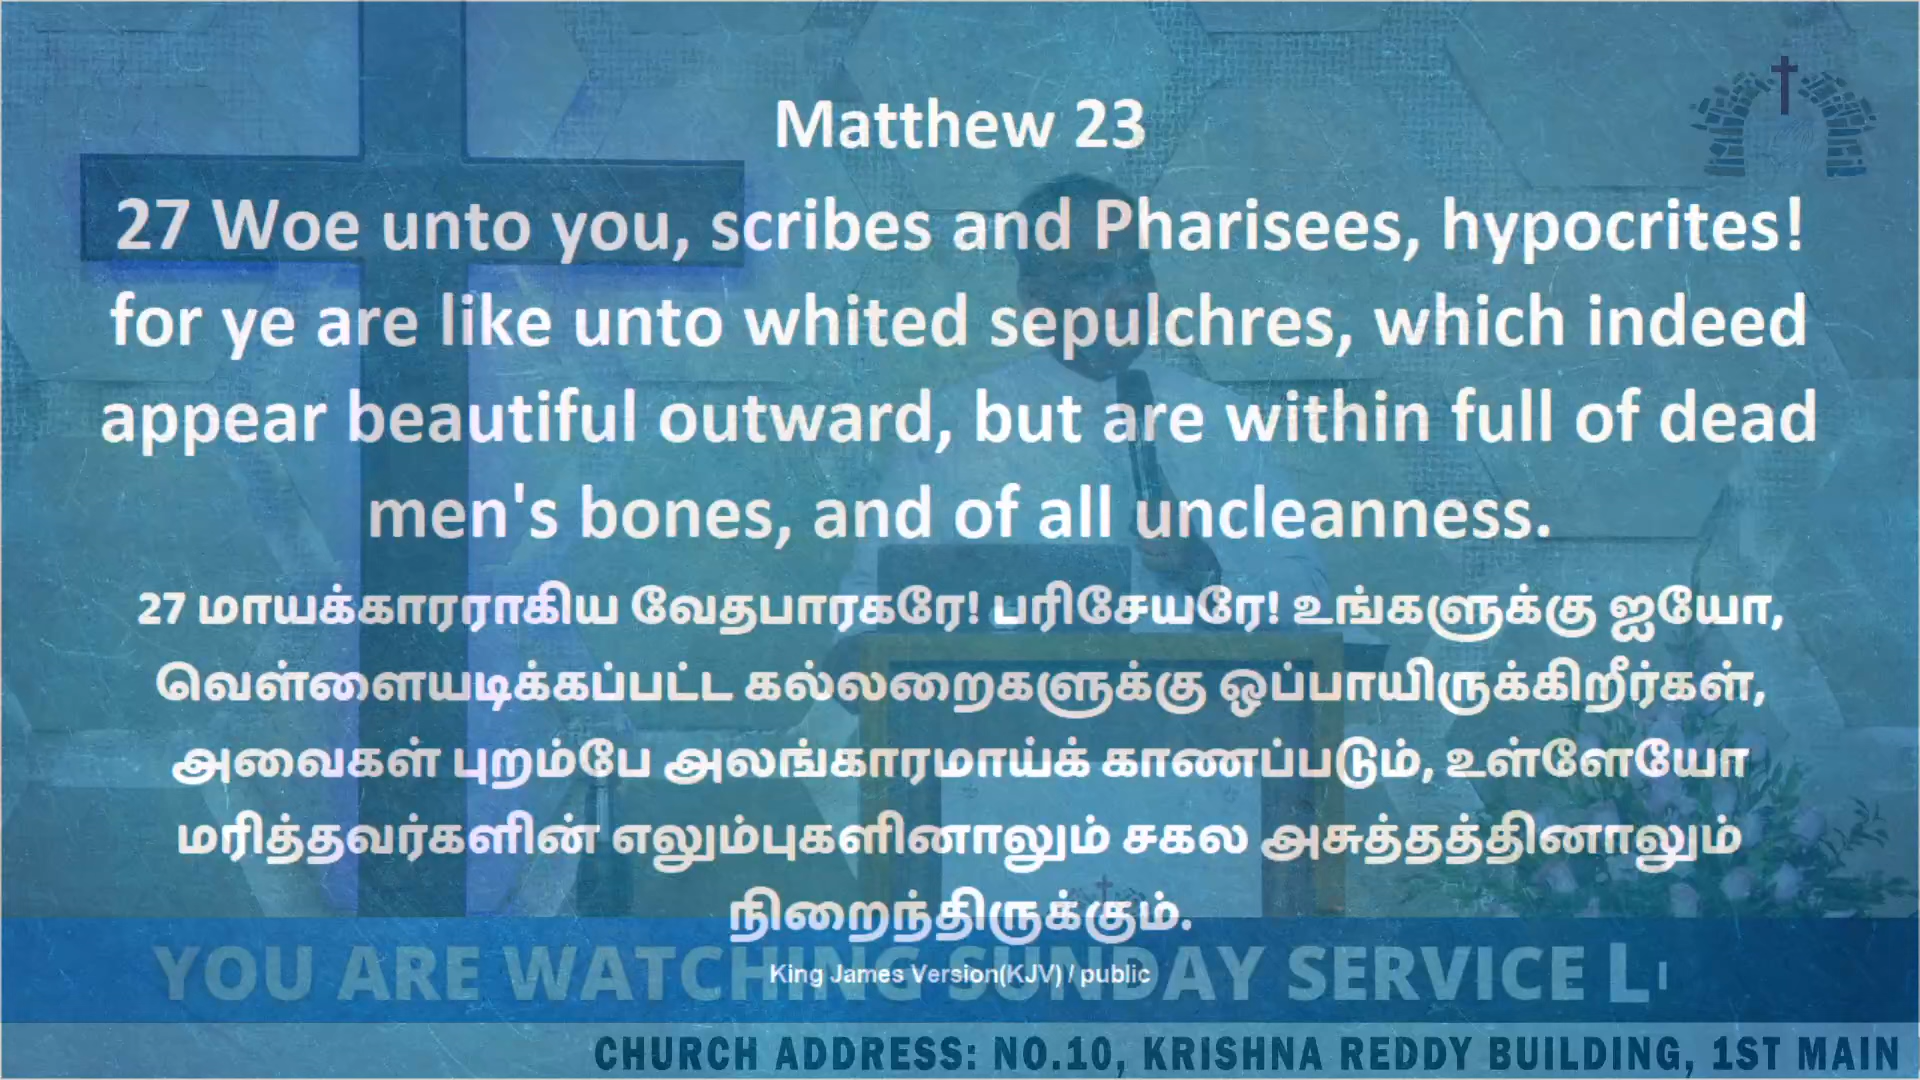 Matthew 23
27 Woe unto you, scribes and Pharisees, hypocrites!
for ye are like unto whited sepulchres, which indeed
appear beautiful outward, but are within full of dead
men's bones, and of all uncleanness.
27 மாயக்காரராகிய வேதபாரகரே! பரிசேயரே! உங்களுக்கு ஐயோ,
வெள்ளையடிக்கப்பட்ட கல்லறைகளுக்கு ஒப்பாயிருக்கிறீர்கள்,
அவைகள் புறம்பே அலங்காரமாய்க் காணப்படும், உள்ளேயோ
மரித்தவர்களின் எலும்புகளினாலும் சகல அசுத்தத்தினாலும்
நிறைந்திருக்கும்.
King James Version(KJV) / public
YOU ARE WATCHING SUNDAY SERVICE L
CHURCH ADDRESS: NO.10, KRISHNA REDDY BUILDING, 1ST MAIN